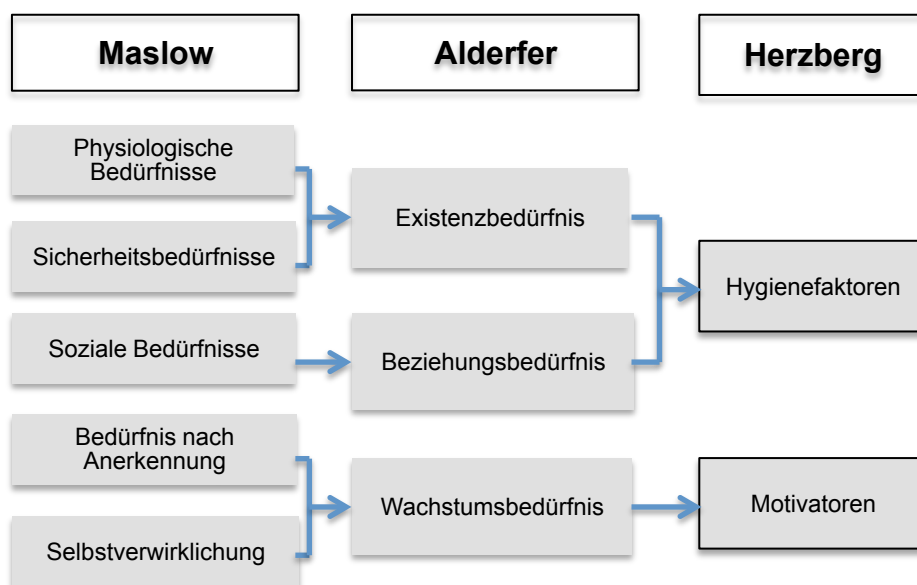 Maslow
Alderfer
Herzberg
Physiologische
Bedürfnisse
Sicherheitsbedürfnisse
Soziale Bedürfnisse
Bedürfnis nach
Anerkennung
Selbstverwirklichung
Existenzbedürfnis
Beziehungsbedürfnis
Wachstumsbedürfnis
Hygienefaktoren
Motivatoren